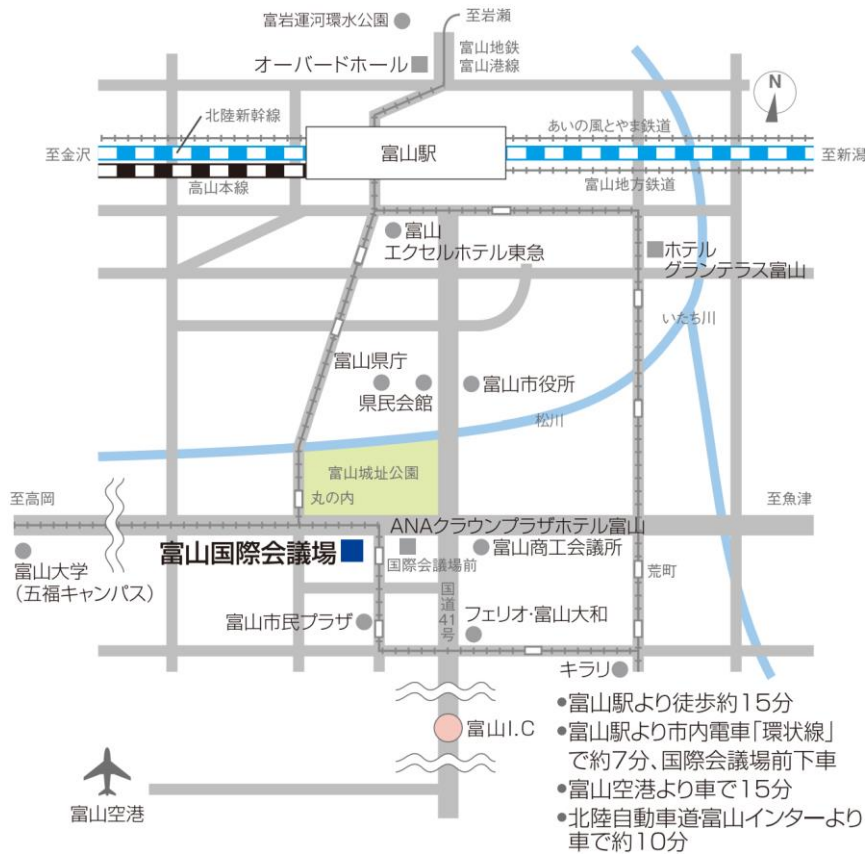 富岩運河環水公園
至岩瀬
オーバードホール
富山地鉄
富山港線
N
北陸新幹線
あいの風とやま鉄道
至金沢
富山駅
至新潟
高山本線
富山地方鉄道
富山
エクセルホテル東急
ホテル
グランテラス富山
いたち川
富山県庁
県民会館
富山市役所
松川
富山城址公園
丸の内
至高岡
至魚津
ANAクラウンプラザホテル富山
富山国際会議場
国際会議場前
富山商工会議所
富山大学
(五福キャンパス)
荒町
国道41号
富山市民プラザ
フェリオ・富山大和
キラリ
富山I.C
富山空港
•富山駅より徒歩約15分
•富山駅より市内電車「環状線」
で約7分、国際会議場前下車
•富山空港より車で15分
•北陸自動車道・富山インターより
車で約10分